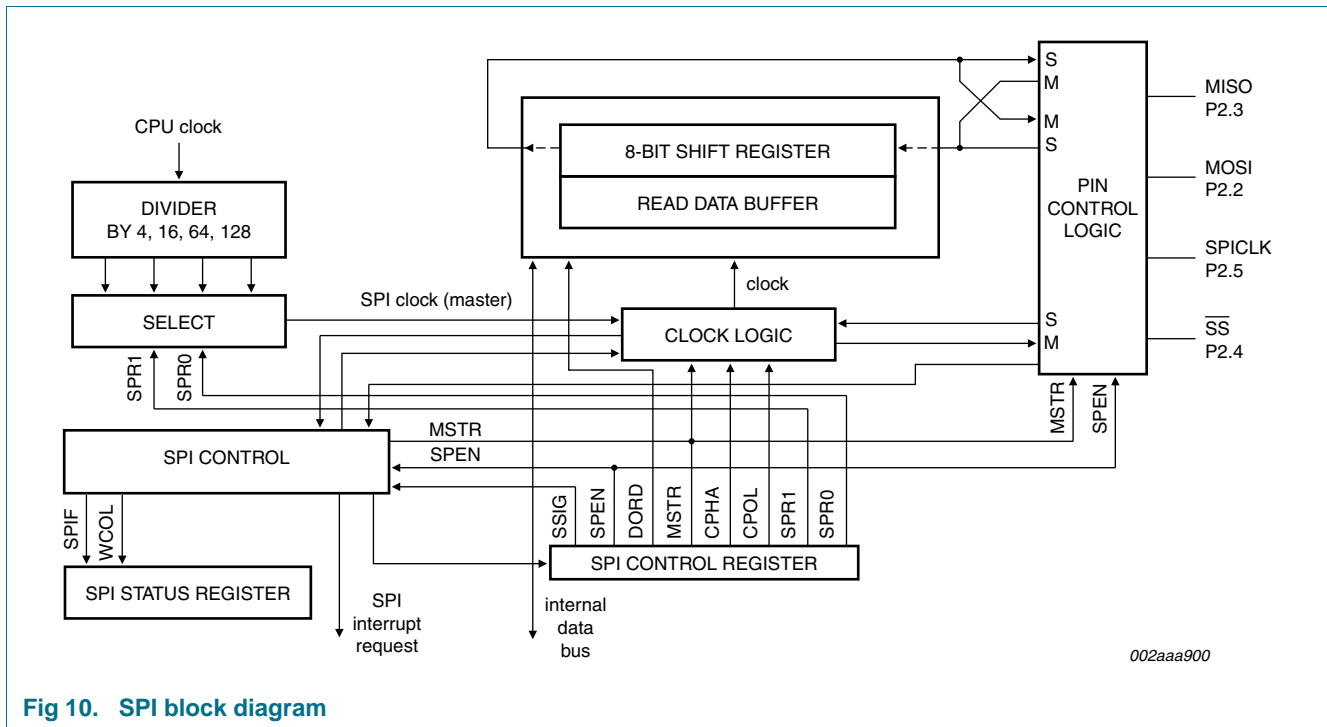 CPU clock
DIVIDER
BY 4, 16, 64, 128
SELECT
SPR1
SPR0
SPI clock (master)
8-BIT SHIFT REGISTER
READ DATA BUFFER
clock
CLOCK LOGIC
S
M
M
S
PIN
CONTROL
LOGIC
S
M
MISO
P2.3
MOSI
P2.2
SPICLK
P2.5
SS
P2.4
MSTR
SPEN
SPI CONTROL
MSTR
SPEN
SPIF
WCOL
SPI STATUS REGISTER
SPI
interrupt
request
SSIG
SPEN
DORD
MSTR
CPHA
CPOL
SPR1
SPR0
SPI CONTROL REGISTER
internal
data
bus
002aaa900
Fig 10. SPI block diagram